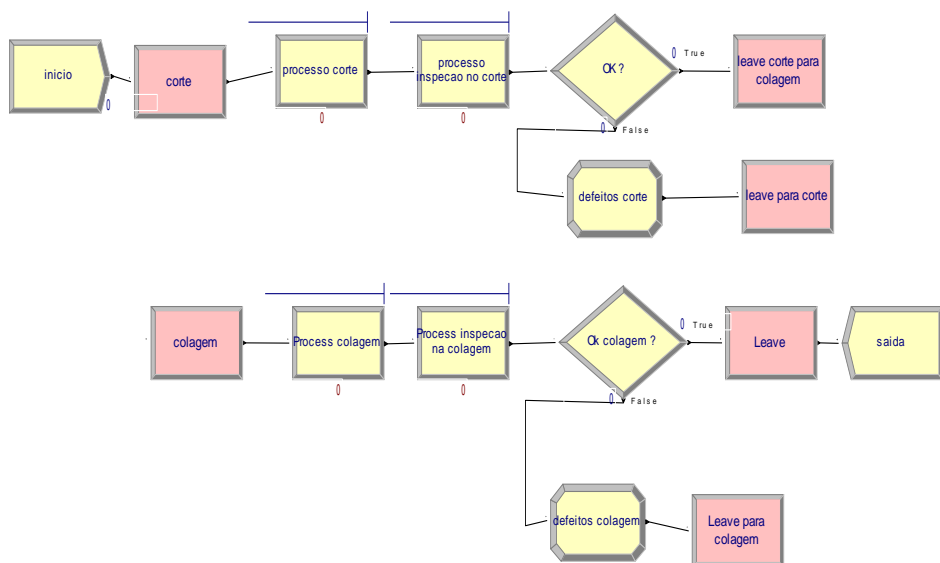 inicio
0
corte
processo corte
0
processo
inspecao no corte
0
OK?
0 True
0 False
leave corte para
colagem
defeitos corte
leave para corte
colagem
Process colagem
0
Process inspecao
na colagem
0
Ok colagem ?
0 True
0 False
Leave
saida
defeitos colagem
Leave para
colagem